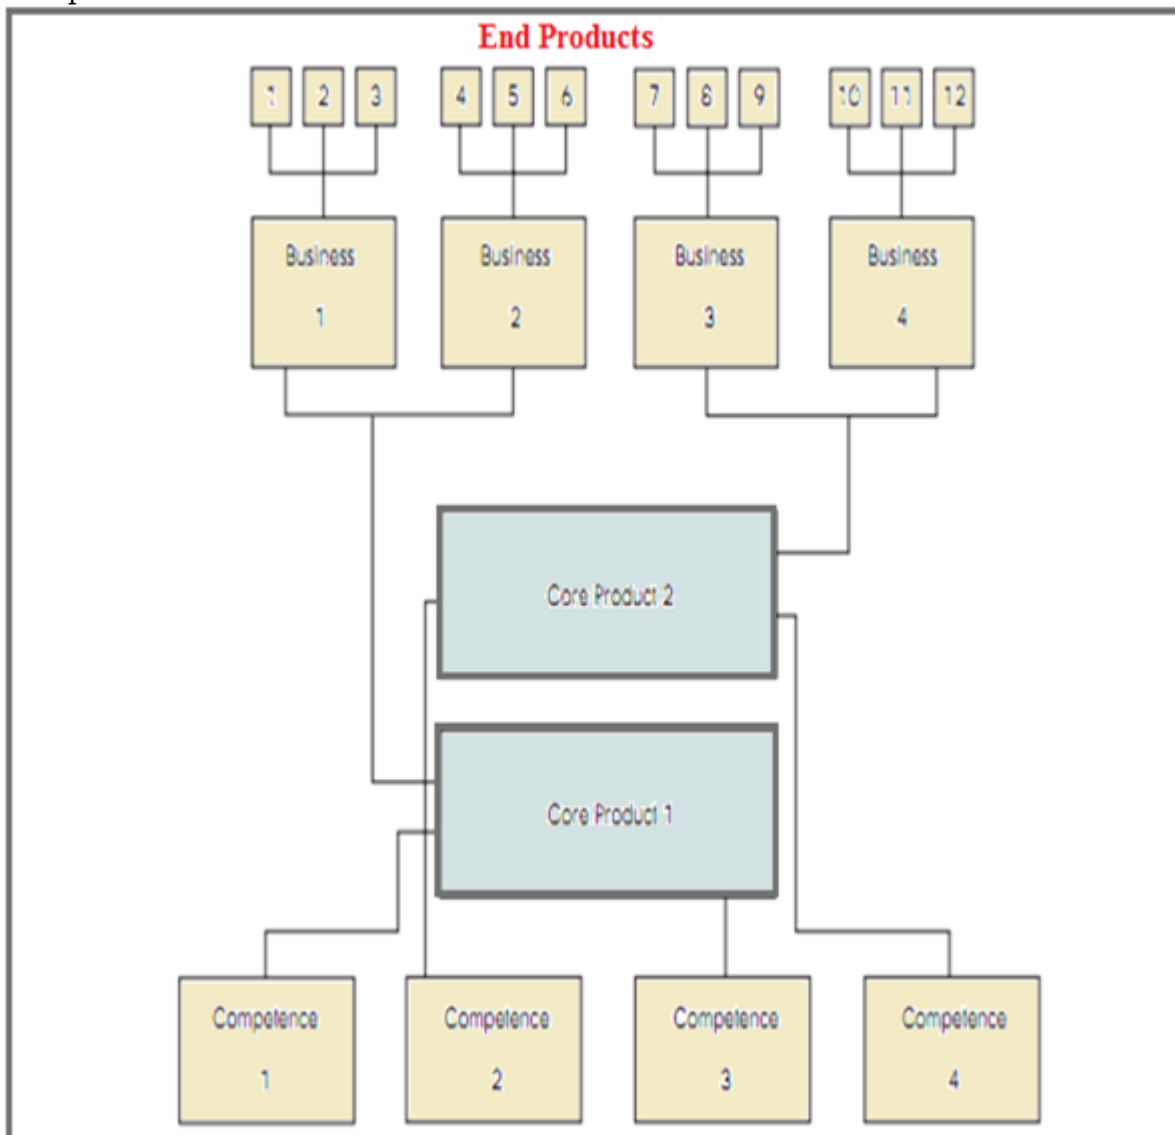 End Products
1 2 3 4 5 6 7 8 9 10 11 12
Business Business Business Business
1 2 3 4
Core Product 2
Core Product 1
Competence Competence Competence Competence
1 2 3 4